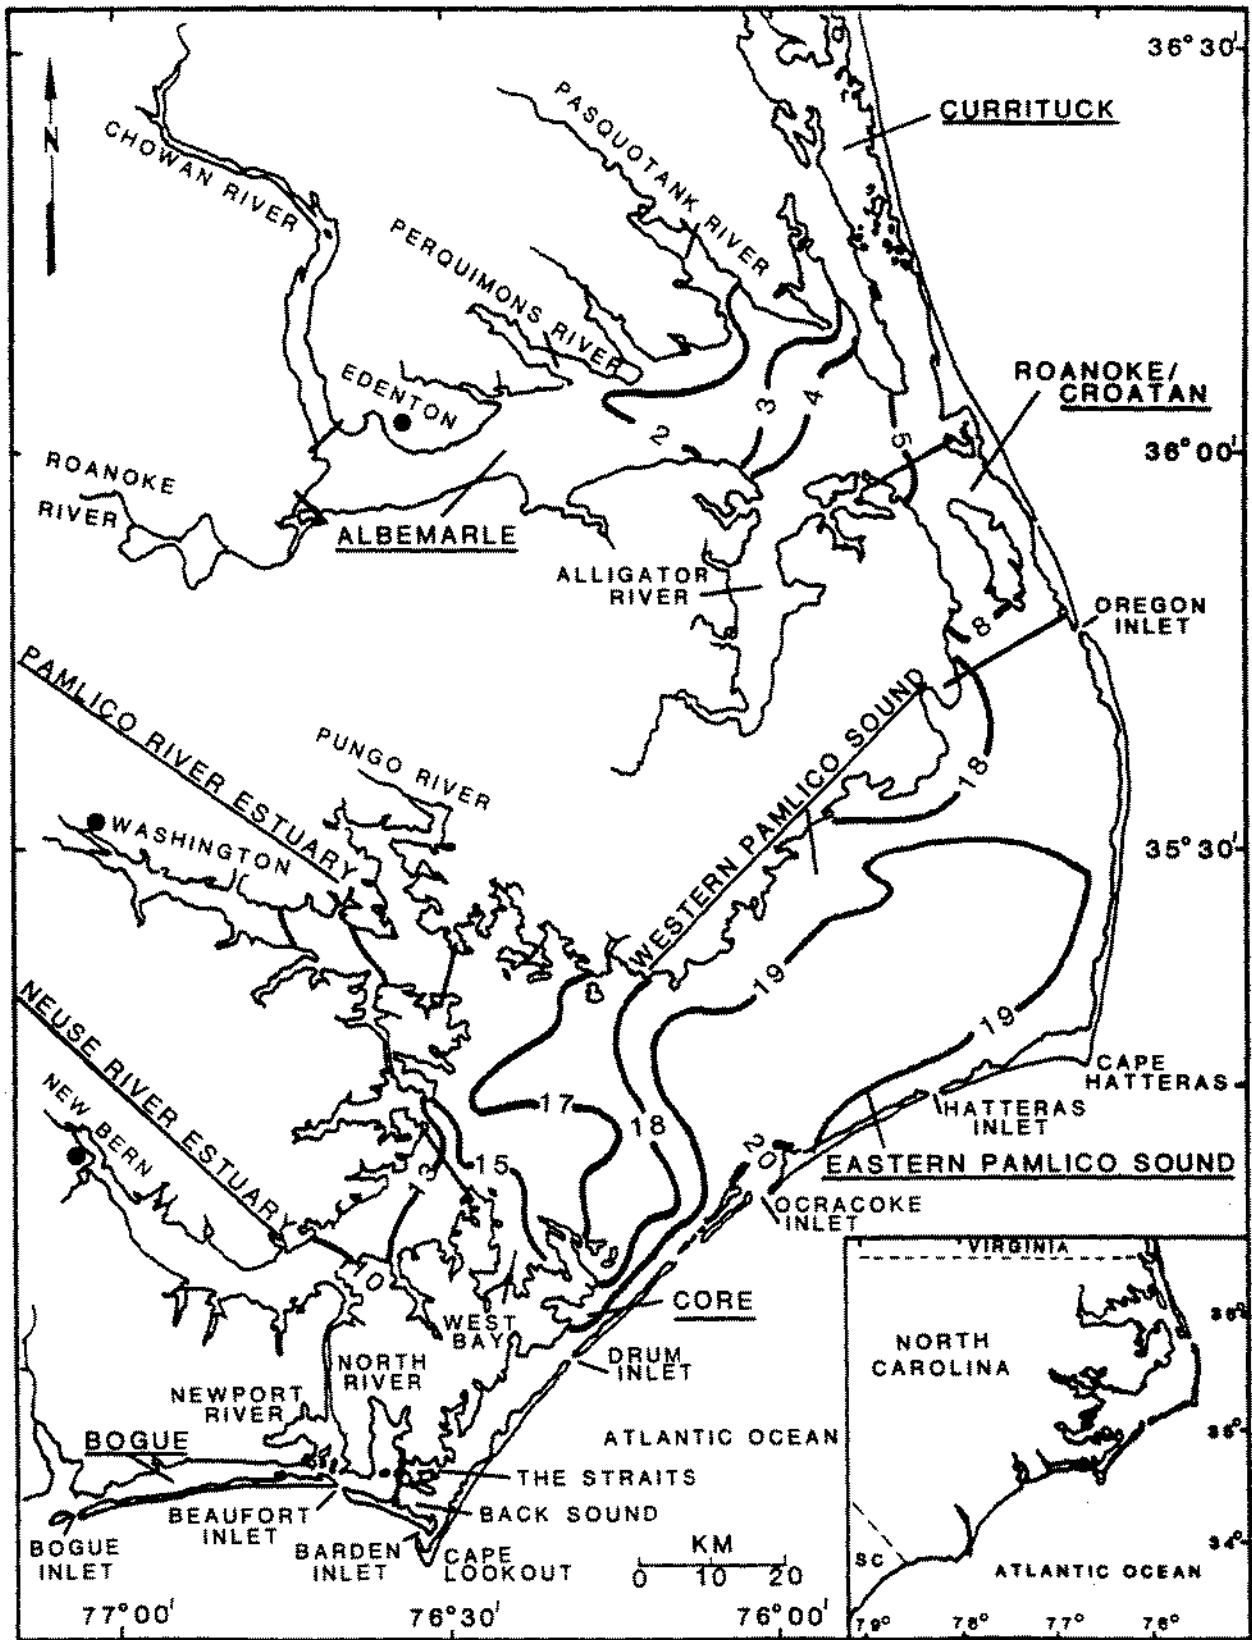 36°30'
N
CHOWAN RIVER
PASQUOTANK RIVER
CURRITUCK
PERQUIMONS RIVER
EDENTON
ROANOKE/
CROATAN
2
3
4
5
36°00'
ROANOKE
RIVER
ALBEMARLE
ALLIGATOR
RIVER
8
OREGON
INLET
PAMLICO RIVER ESTUARY
PUNGO RIVER
WESTERN PAMLICO SOUND
18
WASHINGTON
35°30'
19
NEUSE RIVER ESTUARY
NEW BERN
17
18
19
CAPE
HATTERAS
HATTERAS
INLET
13
15
20
EASTERN PAMLICO SOUND
OCRACOKE
INLET
10
WEST
BAY
CORE
DRUM
INLET
NORTH
RIVER
NEWPORT
RIVER
BOGUE
ATLANTIC OCEAN
THE STRAITS
BACK SOUND
BEAUFORT
INLET
BOGUE
INLET
BARDEN
INLET
CAPE
LOOKOUT
KM
0 10 20
77°00'
76°30'
76°00'
VIRGINIA
NORTH
CAROLINA
36°
35°
34°
SC
ATLANTIC OCEAN
79°
78°
77°
76°